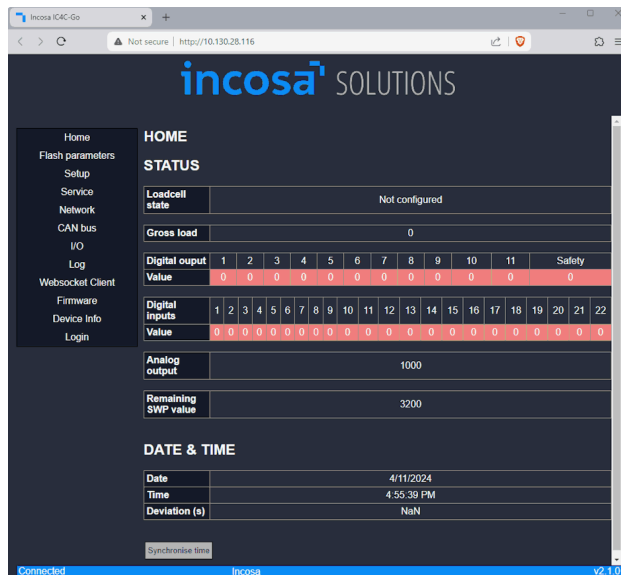 Incosa IC4C-Go
Not secure http://10.130.28.116
incosa SOLUTIONS
Home
Flash parameters
Setup
Service
Network
CAN bus
I/O
Log
Websocket Client
Firmware
Device Info
Login
HOME
STATUS
Loadcell state Not configured
Gross load 0
Digital ouput 1 2 3 4 5 6 7 8 9 10 11 Safety
Value 0 0 0 0 0 0 0 0 0 0 0 0
Digital inputs 1 2 3 4 5 6 7 8 9 10 11 12 13 14 15 16 17 18 19 20 21 22
Value 0 0 0 0 0 0 0 0 0 0 0 0 0 0 0 0 0 0 0 0 0 0
Analog output 1000
Remaining SWP value 3200
DATE & TIME
Date 4/11/2024
Time 4:55:39 PM
Deviation (s) NaN
Synchronise time
Connected Incosa v2.1.0